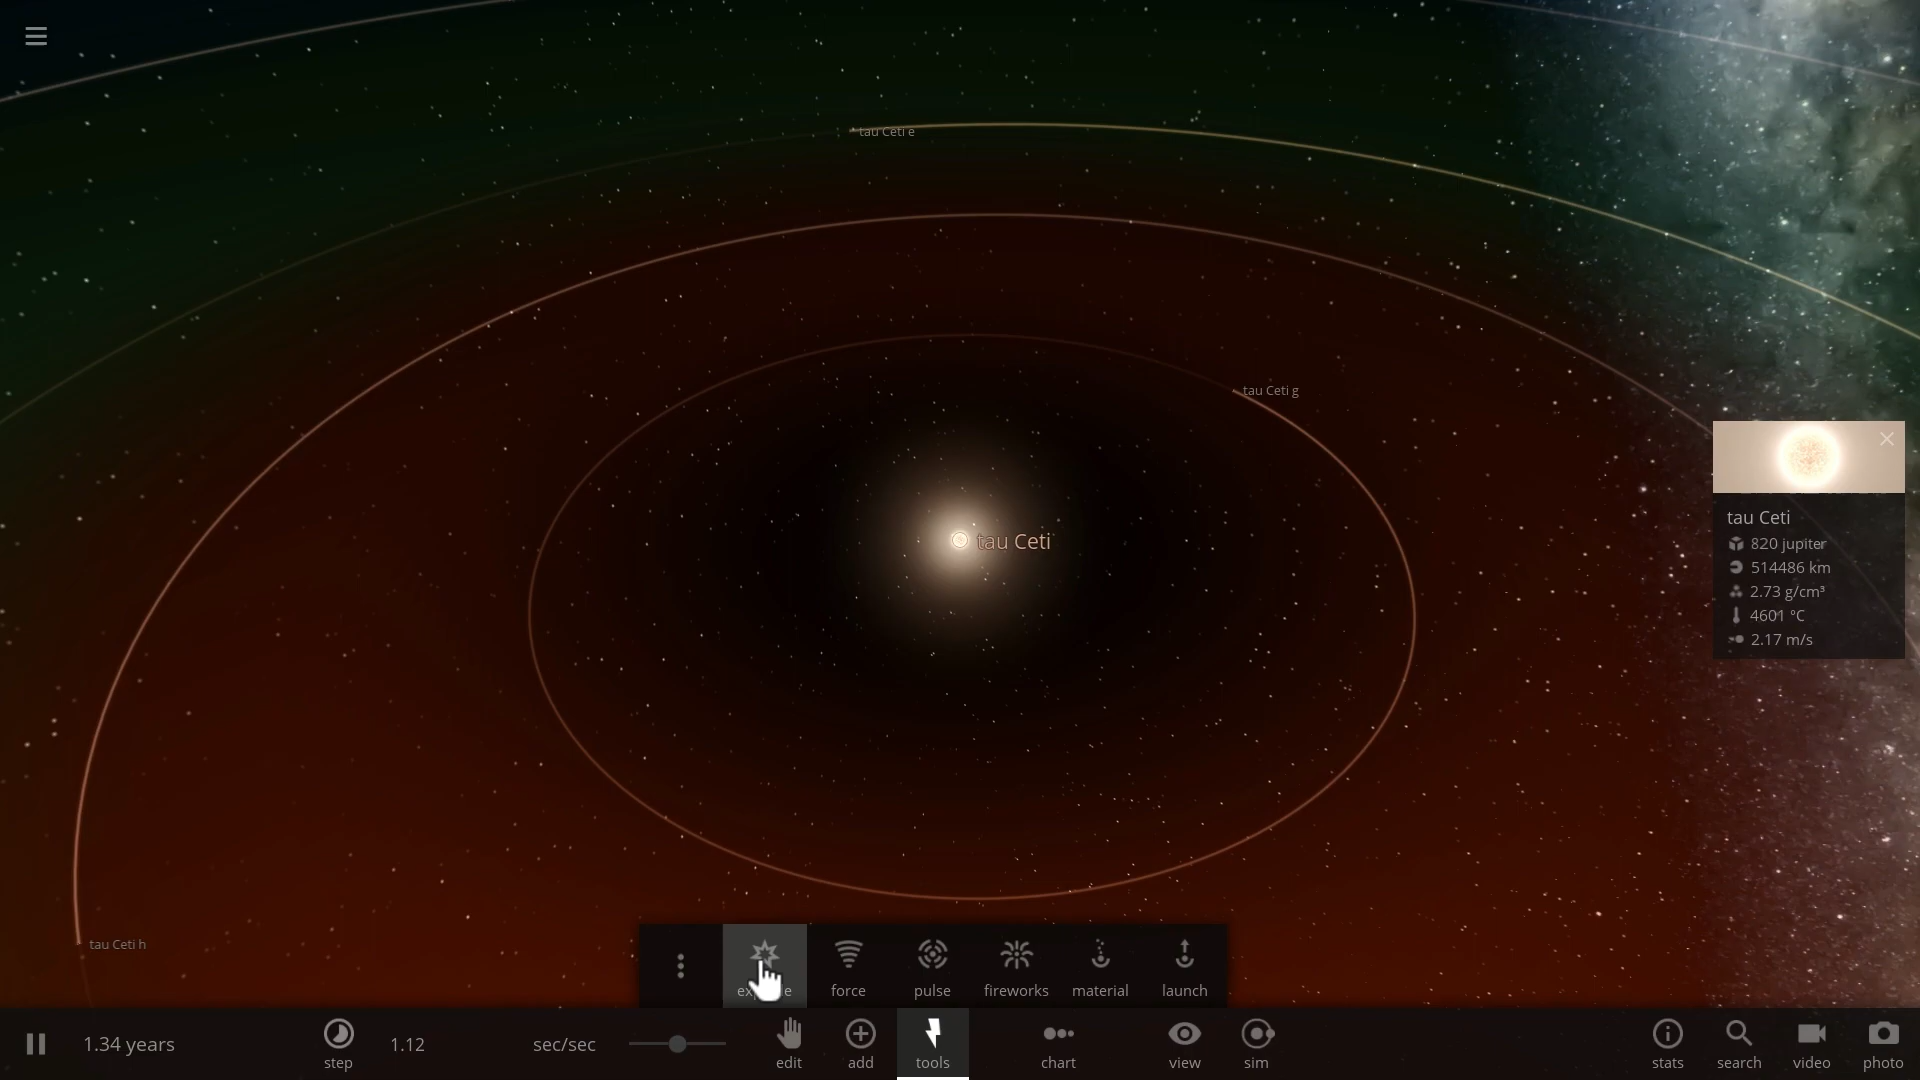 tau Ceti e
tau Ceti g
tau Ceti
tau Ceti
820 jupiter
514486 km
2.73 g/cm³
4601 °C
2.17 m/s
tau Ceti h
force
pulse
fireworks
material
launch
1.34 years
step
1.12
sec/sec
edit
add
tools
chart
view
sim
stats
search
video
photo